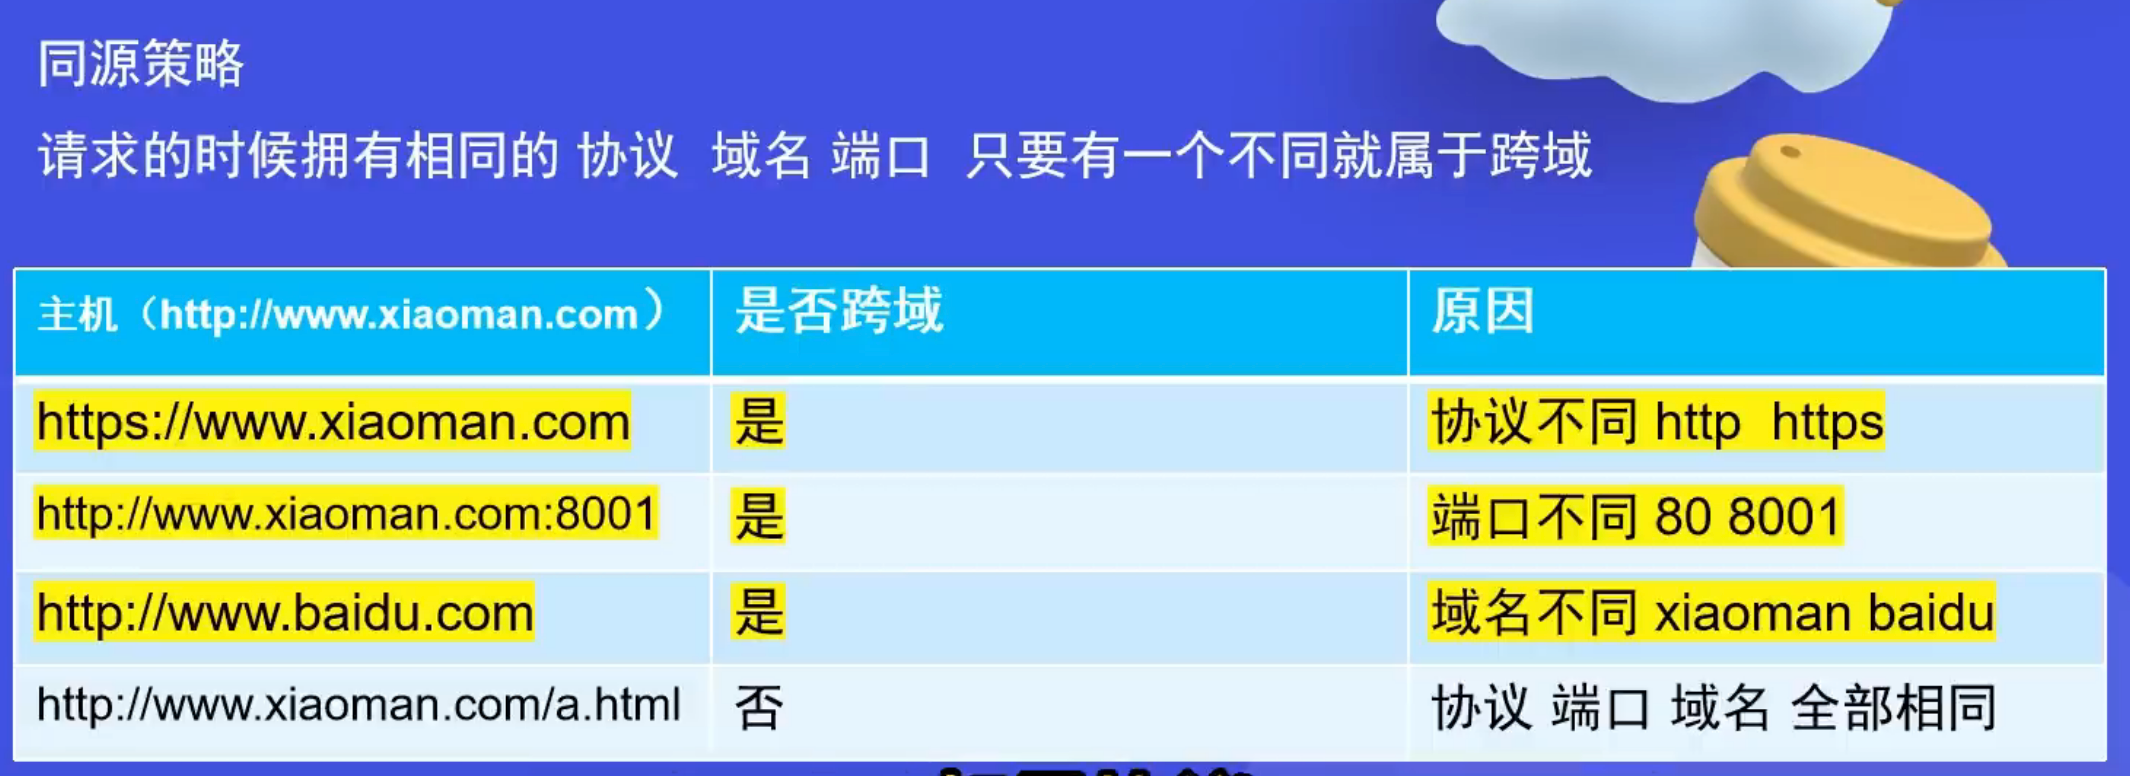 同源策略
请求的时候拥有相同的 协议 域名 端口 只要有一个不同就属于跨域
主机（http://www.xiaoman.com） 是否跨域 原因
https://www.xiaoman.com 是 协议不同 http https
http://www.xiaoman.com:8001 是 端口不同 80 8001
http://www.baidu.com 是 域名不同 xiaoman baidu
http://www.xiaoman.com/a.html 否 协议 端口 域名 全部相同